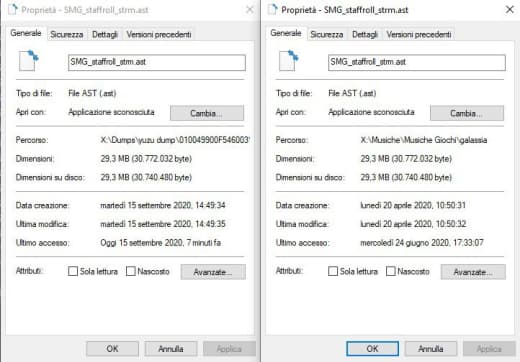 Proprietà - SMG_staffroll_strm.ast
Generale Sicurezza Dettagli Versioni precedenti
SMG_staffroll_strm.ast
Tipo di file: File AST (.ast)
Apri con: Applicazione sconosciuta Cambia...
Percorso: X:\Dumps\yuzu dump\010049900F546003\
Dimensioni: 29,3 MB (30.772.032 byte)
Dimensioni su disco: 29,3 MB (30.740.480 byte)
Data creazione: martedì 15 settembre 2020, 14:49:34
Ultima modifica: martedì 15 settembre 2020, 14:49:35
Ultimo accesso: Oggi 15 settembre 2020, 7 minuti fa
Attributi: Sola lettura Nascosto Avanzate...
OK Annulla Applica
Proprietà - SMG_staffroll_strm.ast
Generale Sicurezza Dettagli Versioni precedenti
SMG_staffroll_strm.ast
Tipo di file: File AST (.ast)
Apri con: Applicazione sconosciuta Cambia...
Percorso: X:\Musiche\Musiche Giochi\galassia
Dimensioni: 29,3 MB (30.772.032 byte)
Dimensioni su disco: 29,3 MB (30.740.480 byte)
Data creazione: lunedì 20 aprile 2020, 10:50:31
Ultima modifica: lunedì 20 aprile 2020, 10:50:32
Ultimo accesso: mercoledì 24 giugno 2020, 17:33:07
Attributi: Sola lettura Nascosto Avanzate...
OK Annulla Applica